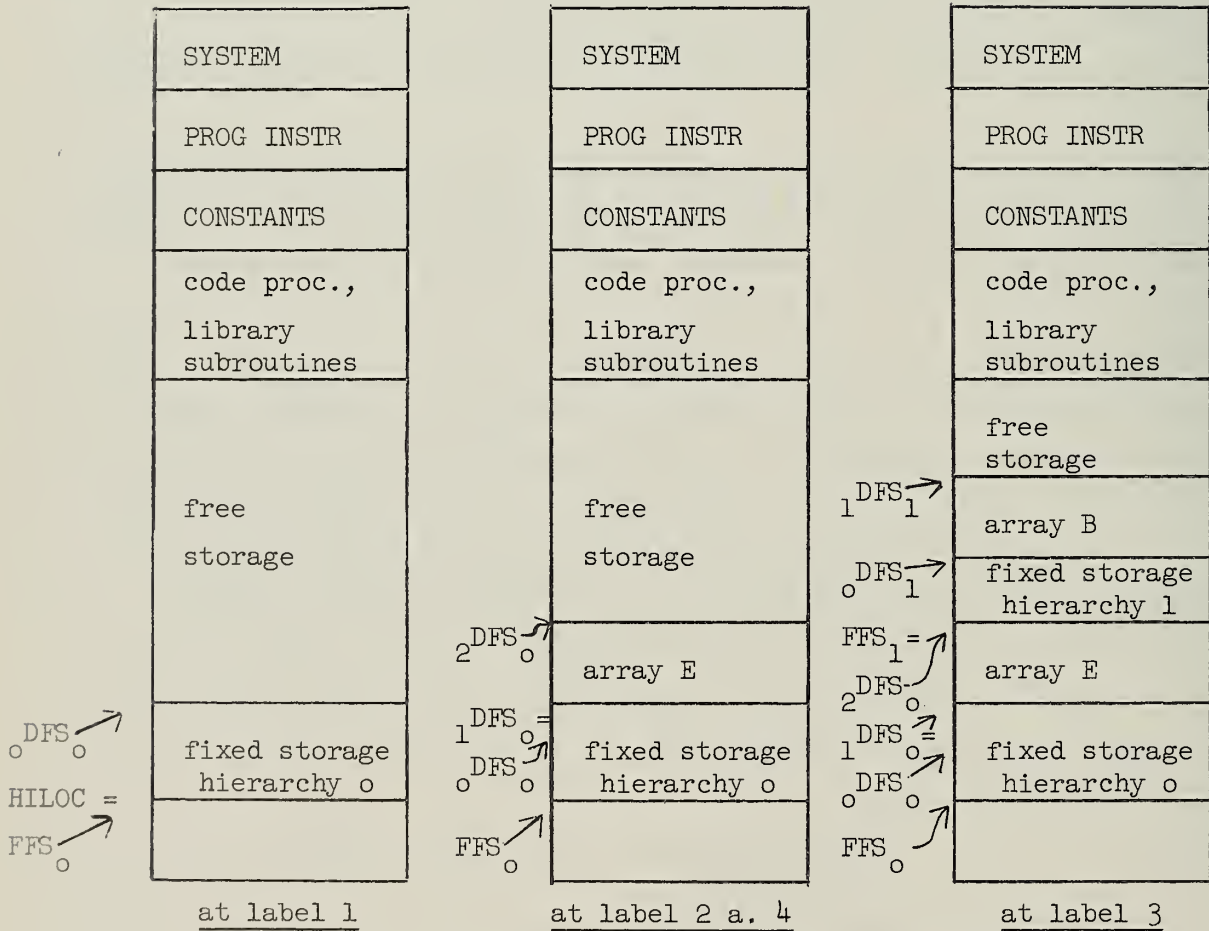 SYSTEM
PROG INSTR
CONSTANTS
code proc.,
library
subroutines
free
storage
oDFSo
HILOC =
FFSo
fixed storage
hierarchy o
at label 1
SYSTEM
PROG INSTR
CONSTANTS
code proc.,
library
subroutines
free
storage
2DFSo
array E
1DFSo =
oDFSo
fixed storage
hierarchy o
FFSo
at label 2 a. 4
SYSTEM
PROG INSTR
CONSTANTS
code proc.,
library
subroutines
free
storage
1DFS1
array B
oDFS1
fixed storage
hierarchy 1
FFS1 =
2DFSo
array E
1DFSo =
oDFSo
fixed storage
hierarchy o
FFSo
at label 3